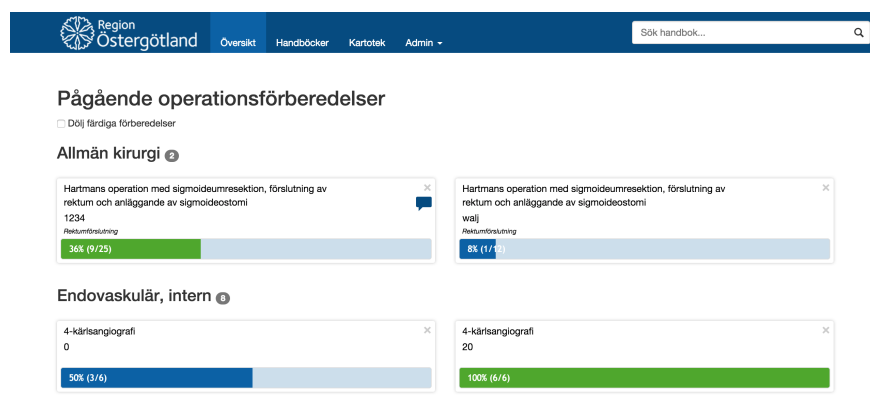 Region
Östergötland
Översikt Handböcker Kartotek Admin
Sök handbok...
Pågående operationsförberedelser
Dölj färdiga förberedelser
Allmän kirurgi 2
Hartmans operation med sigmoideumresektion, förslutning av
rektum och anläggande av sigmoideostomi
1234
Rektumförslutning
36% (9/25)
Hartmans operation med sigmoideumresektion, förslutning av
rektum och anläggande av sigmoideostomi
walj
Rektumförslutning
8% (1/12)
Endovaskulär, intern 6
4-kärlsangiografi
0
50% (3/6)
4-kärlsangiografi
20
100% (6/6)